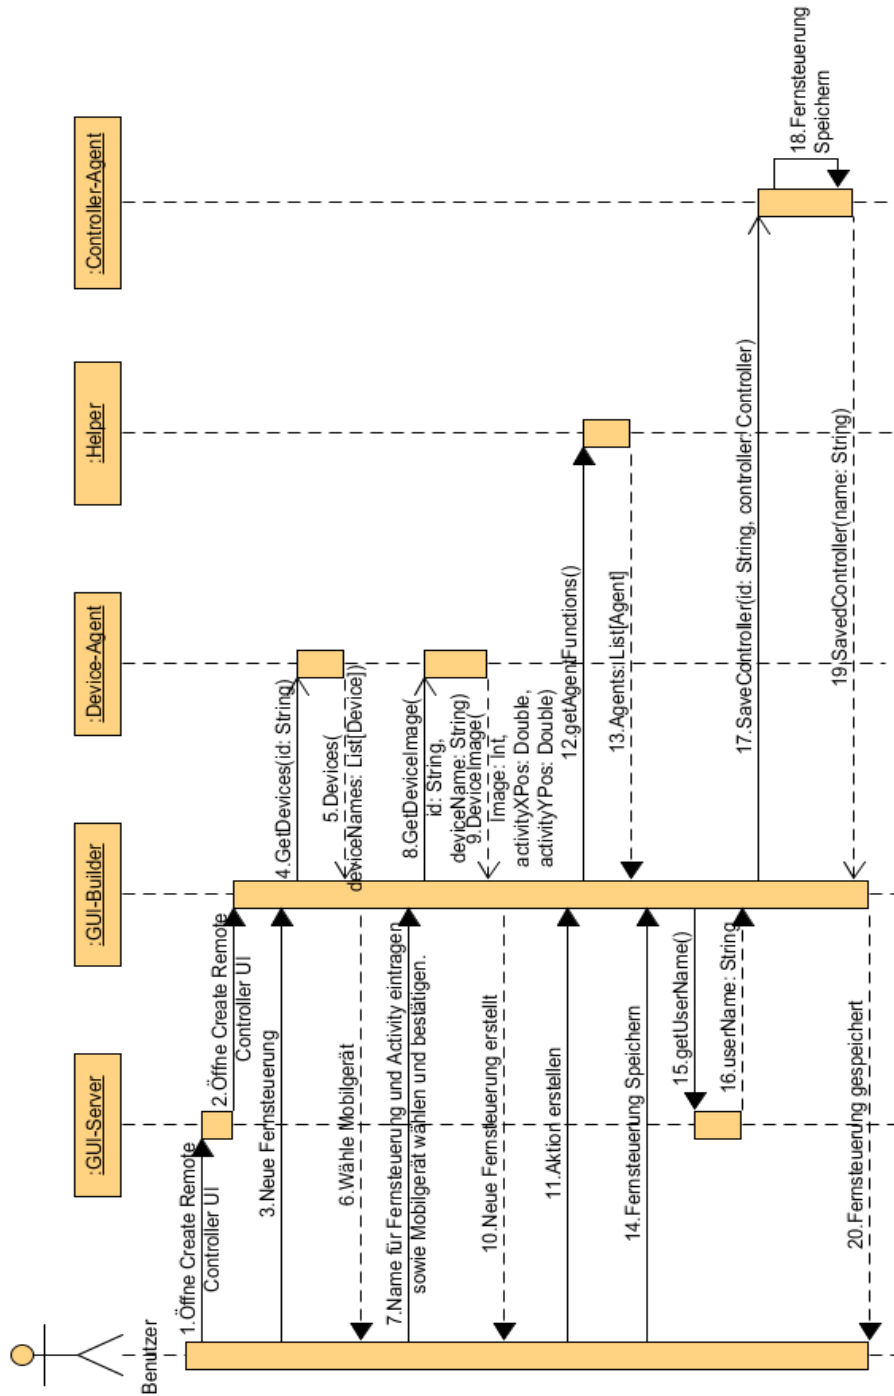 Benutzer
:GUI-Server
:GUI-Builder
:Device-Agent
:Helper
:Controller-Agent
1.Öffne Create Remote
Controller UI
2.Öffne Create Remote
Controller UI
3.Neue Fernsteuerung
4.GetDevices(id: String)
5.Devices(
deviceNames: List[Device])
6.Wähle Mobilgerät
7.Name für Fernsteuerung und Activity eintragen
sowie Mobilgerät wählen und bestätigen.
8.GetDeviceImage(
id: String,
deviceName: String)
9.DeviceImage(
Image: Int,
activityXPos: Double,
activityYPos: Double)
10.Neue Fernsteuerung erstellt
11.Aktion erstellen
12.getAgentFunctions()
13.Agents:List[Agent]
14.Fernsteuerung Speichern
15.getUserName()
16.userName: String
17.SaveController(id: String, controller: Controller)
18.Fernsteuerung
Speichern
19.SavedController(name: String)
20.Fernsteuerung gespeichert